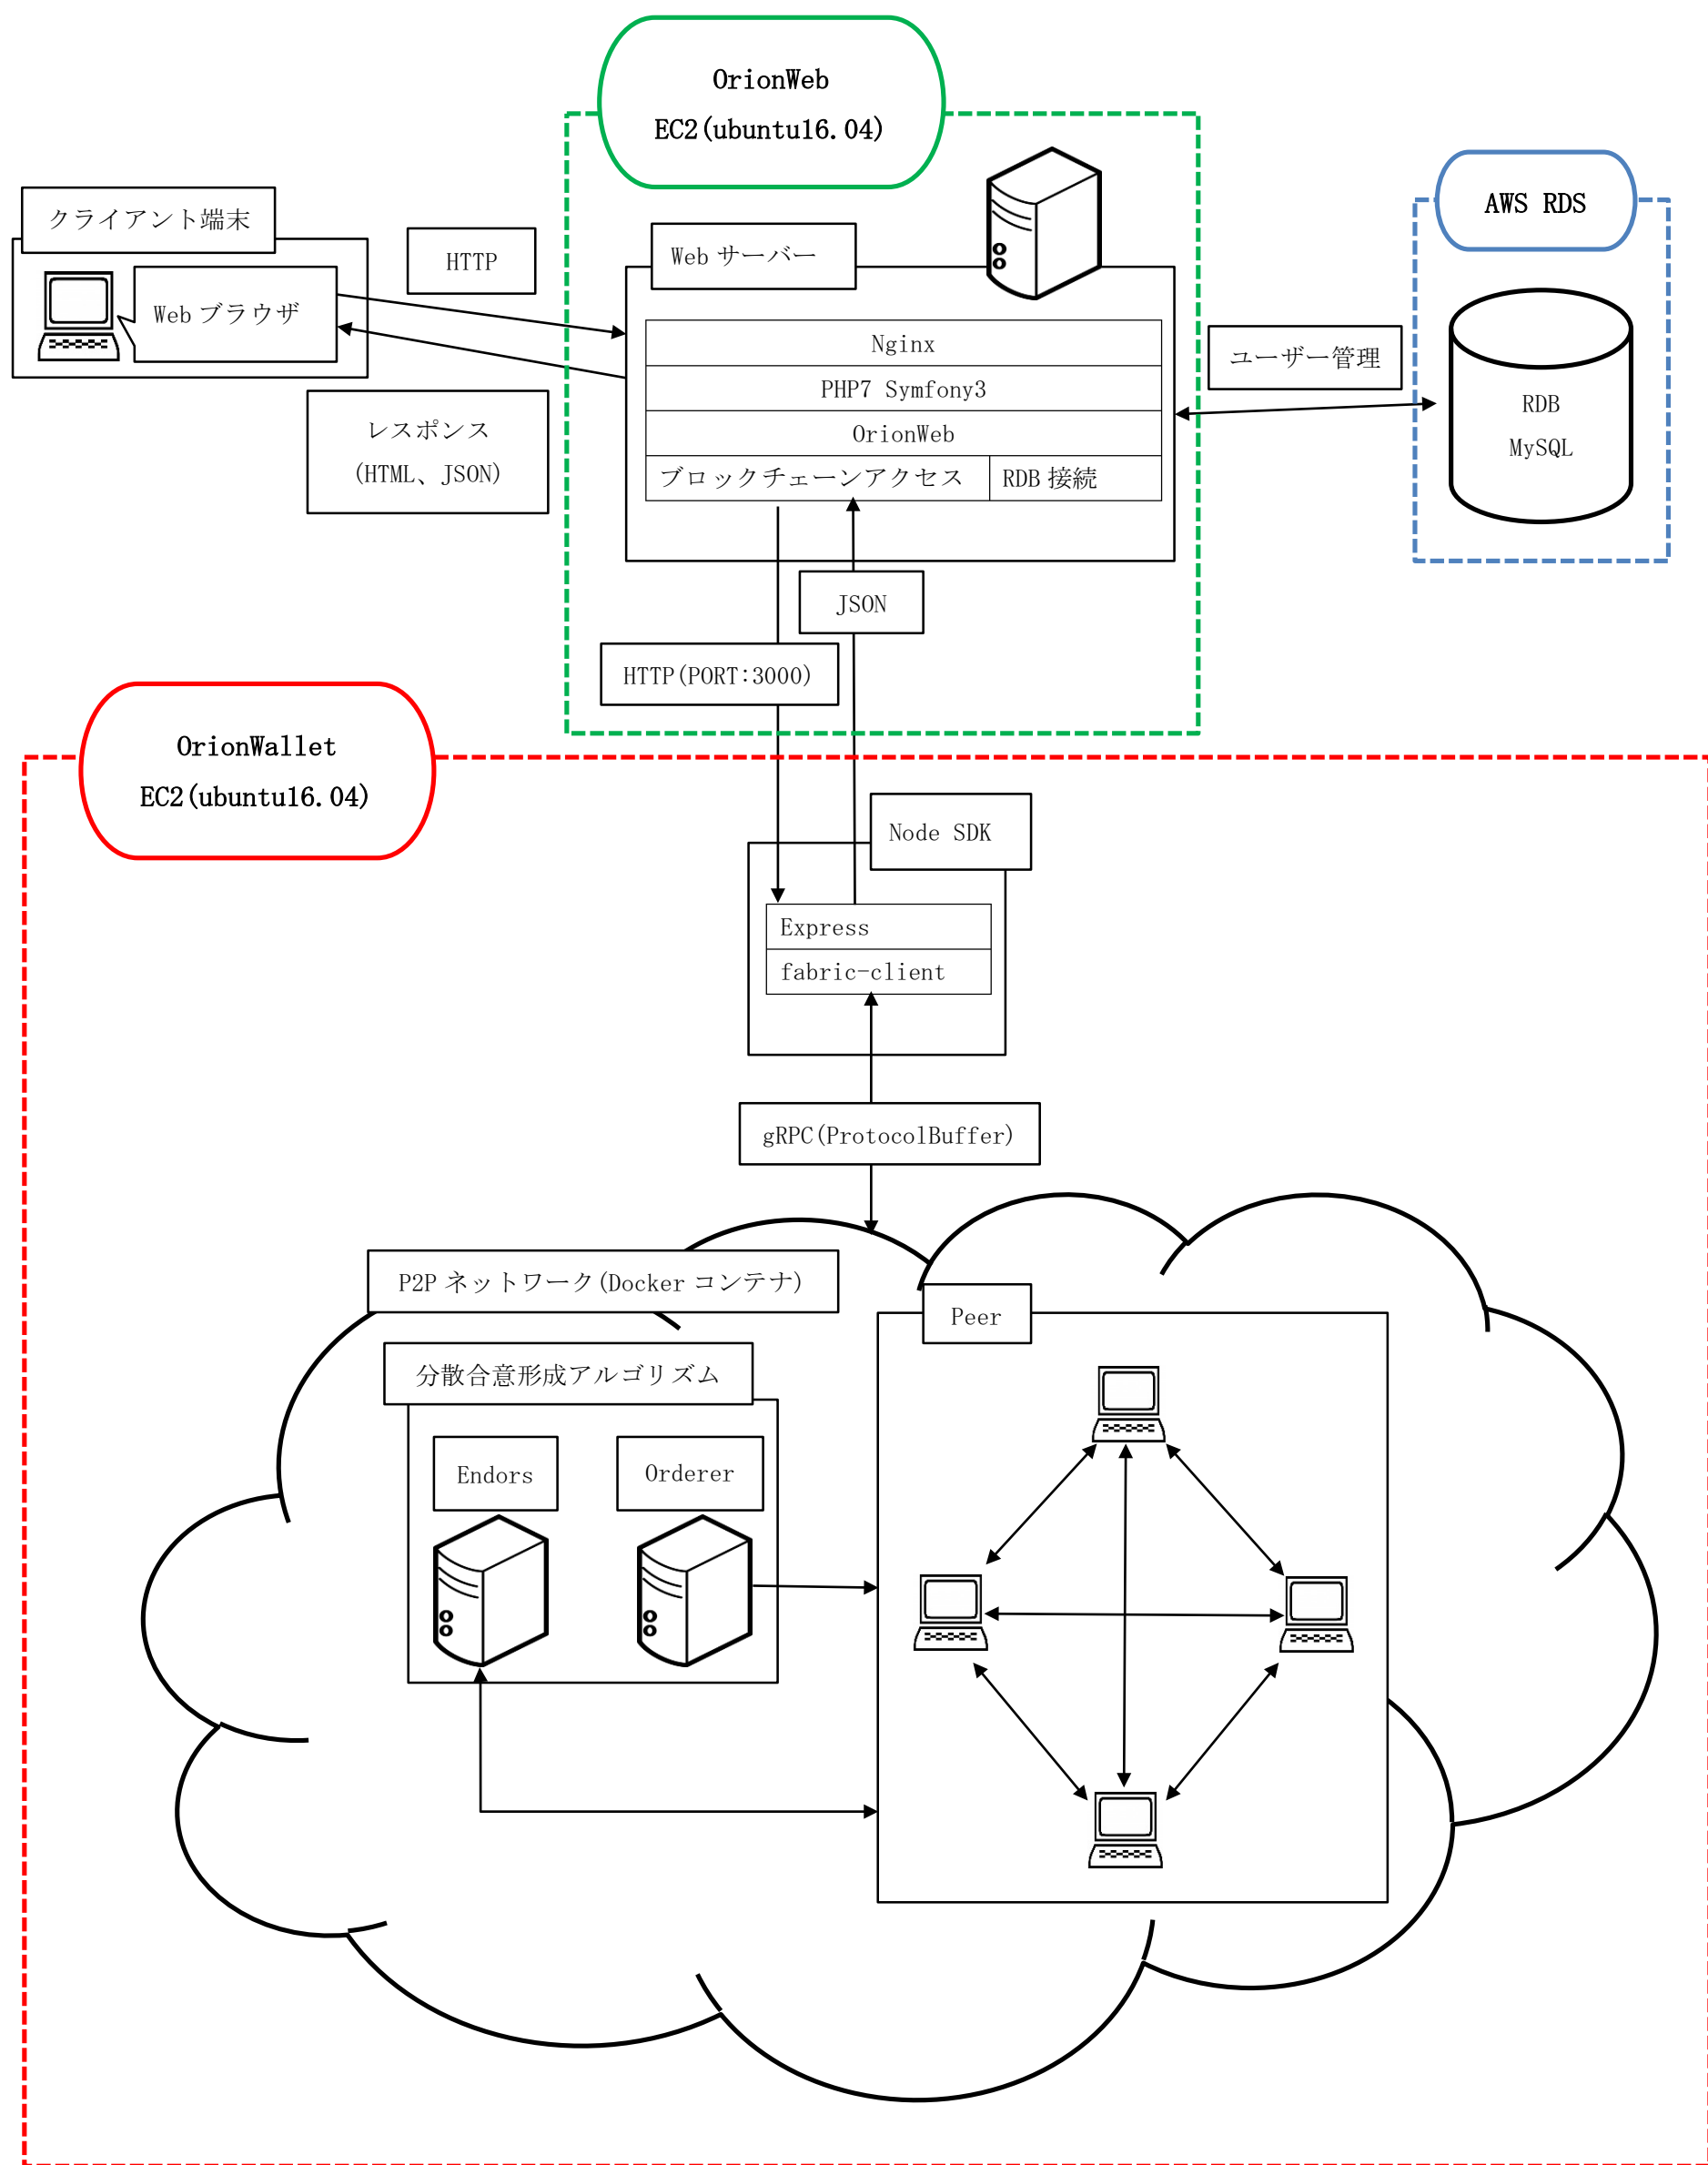 OrionWeb
EC2(ubuntu16.04)
AWS RDS
クライアント端末
Web ブラウザ
HTTP
レスポンス
(HTML、JSON)
Web サーバー
Nginx
PHP7 Symfony3
OrionWeb
ブロックチェーンアクセス
RDB 接続
ユーザー管理
RDB
MySQL
JSON
HTTP(PORT:3000)
OrionWallet
EC2(ubuntu16.04)
Node SDK
Express
fabric-client
gRPC(ProtocolBuffer)
P2P ネットワーク(Docker コンテナ)
Peer
分散合意形成アルゴリズム
Endors
Orderer